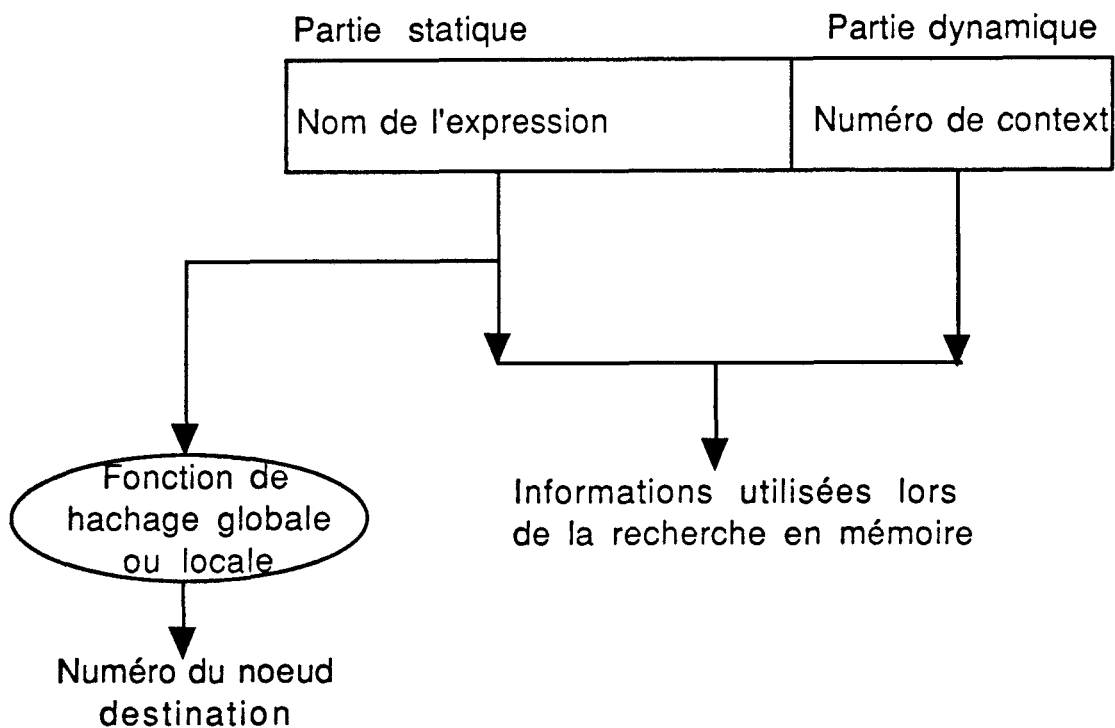 Partie statique
Partie dynamique
Nom de l'expression
Numéro de context
Fonction de
hachage globale
ou locale
Informations utilisées lors
de la recherche en mémoire
Numéro du noeud
destination